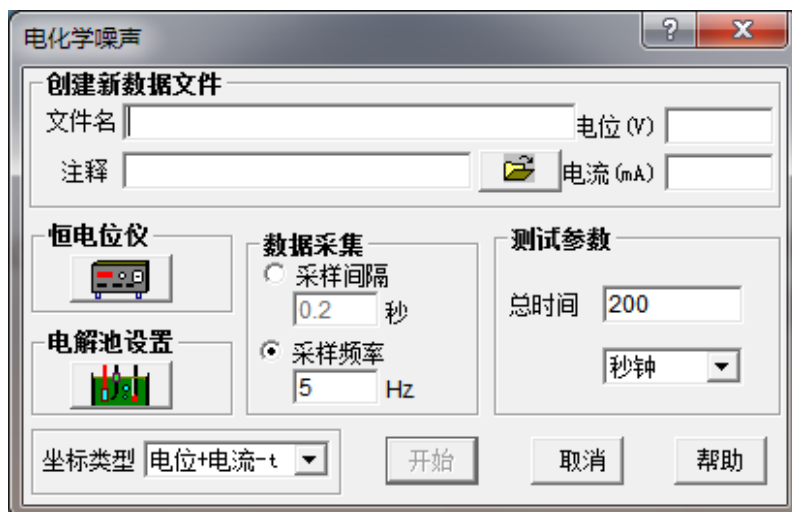 电化学噪声
创建新数据文件
文件名 电位(V)
注释 电流(mA)
恒电位仪
数据采集
采样间隔
0.2 秒
采样频率
5 Hz
测试参数
总时间 200
秒钟
电解池设置
坐标类型 电位+电流-t 开始 取消 帮助